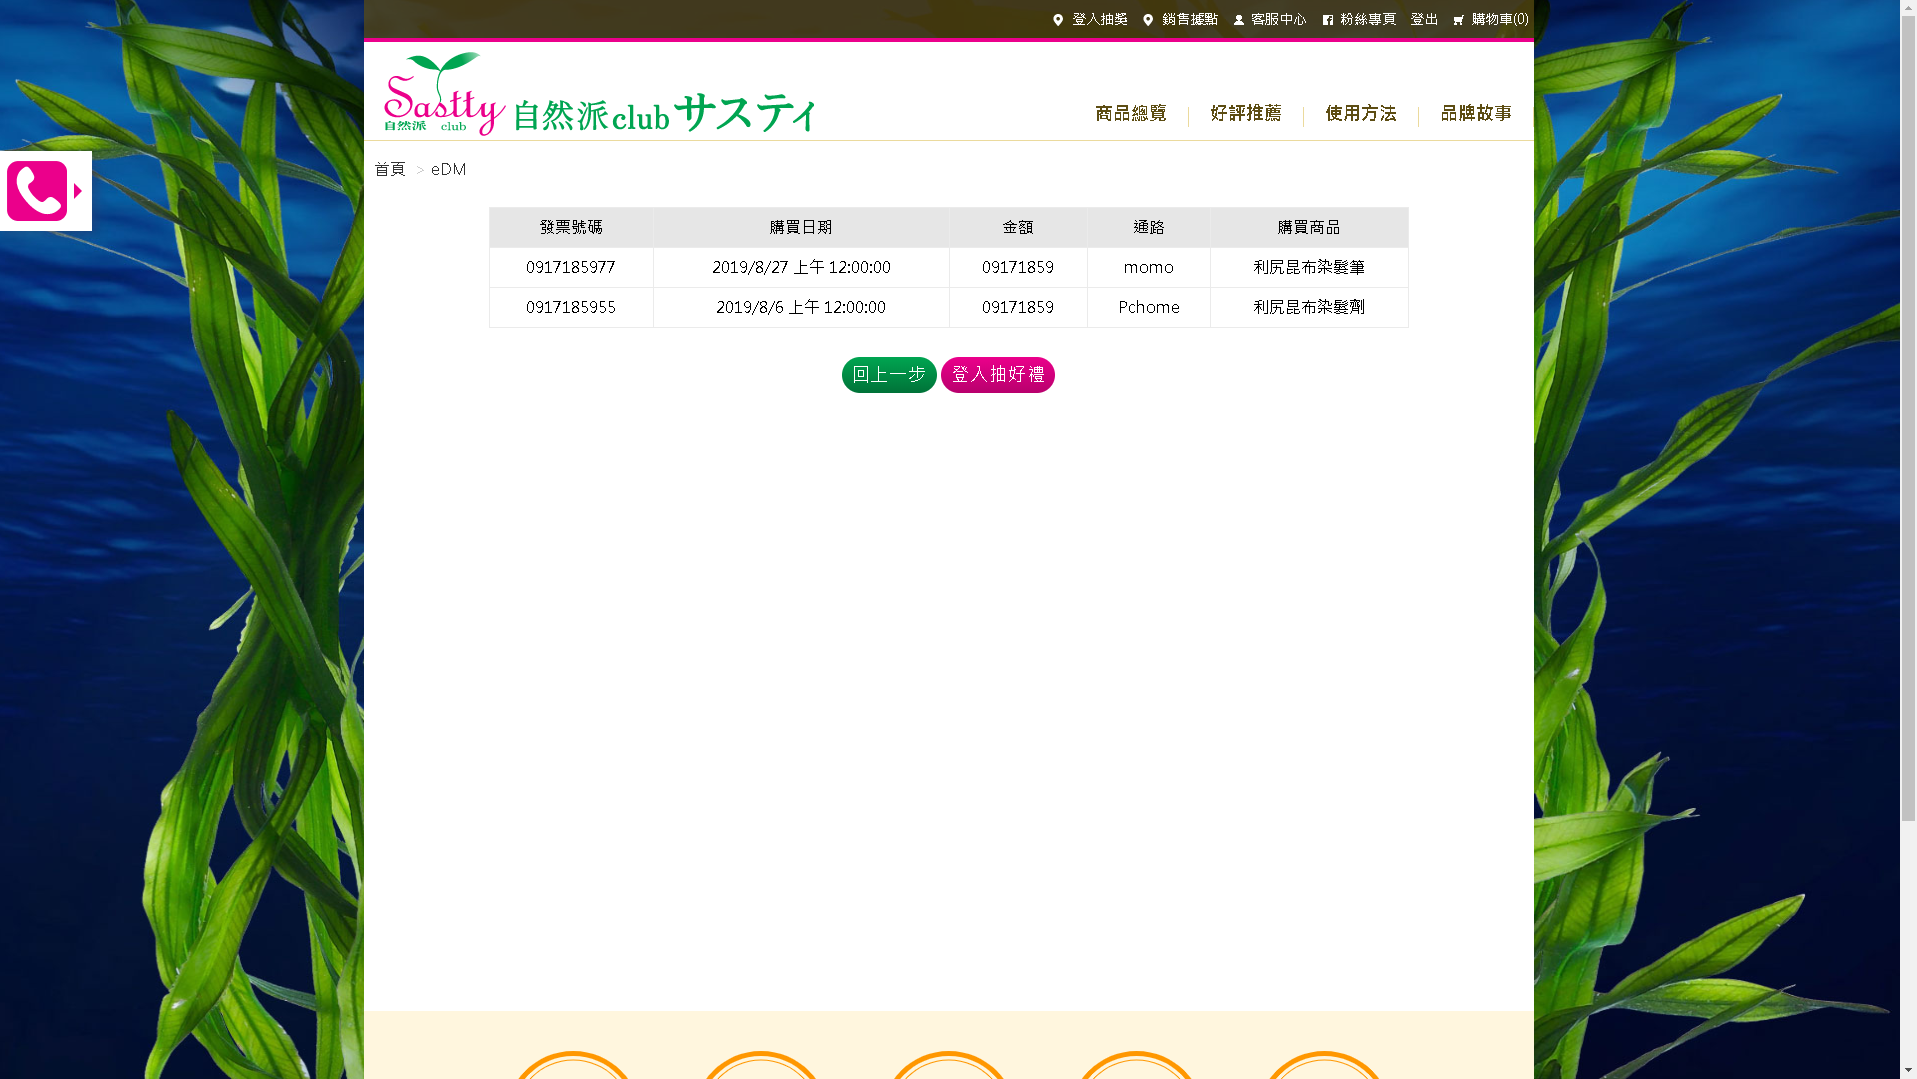 登入抽獎 銷售據點 客服中心 粉絲專頁 登出 購物車(0)
Sastty 自然派 club
自然派club サスティ
商品總覽 好評推薦 使用方法 品牌故事
首頁 > eDM
發票號碼 購買日期 金額 通路 購買商品
0917185977 2019/8/27 上午 12:00:00 09171859 momo 利尻昆布染髮筆
0917185955 2019/8/6 上午 12:00:00 09171859 Pchome 利尻昆布染髮劑
回上一步 登入抽好禮